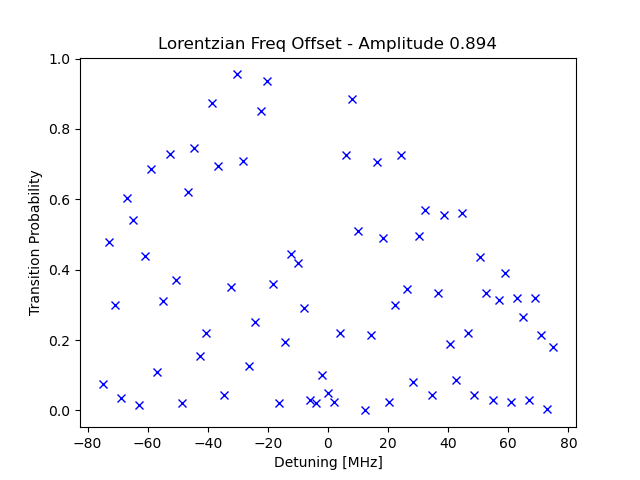 Lorentzian Freq Offset - Amplitude 0.894
Transition Probability
1.0
0.8
0.6
0.4
0.2
0.0
−80 −60 −40 −20 0 20 40 60 80
Detuning [MHz]